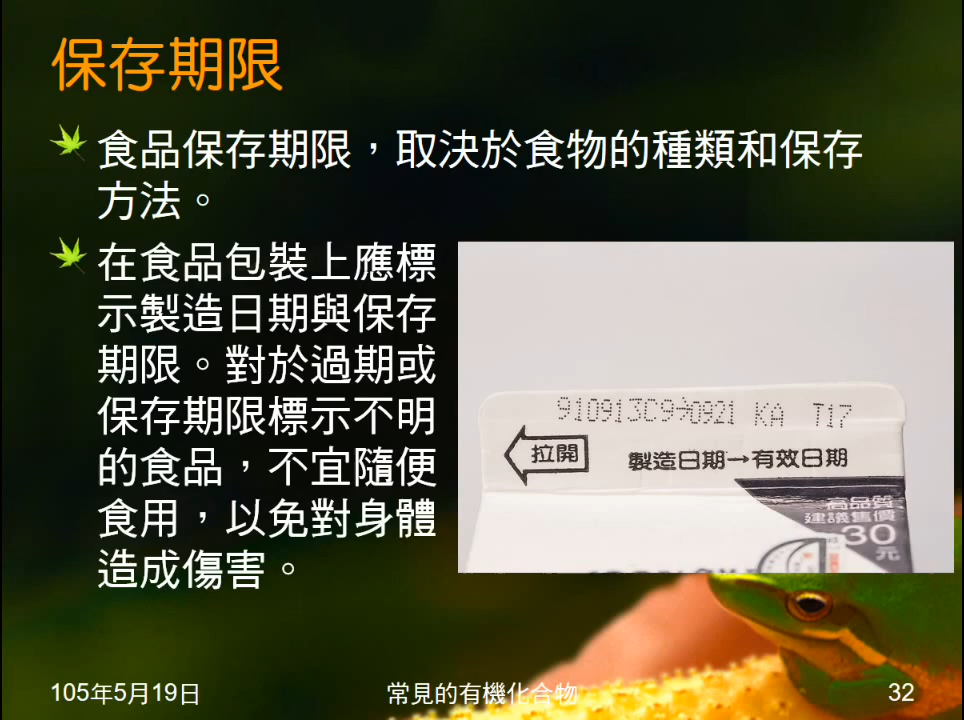 保存期限
食品保存期限，取決於食物的種類和保存
方法。
在食品包裝上應標
示製造日期與保存
期限。對於過期或
保存期限標示不明
的食品，不宜隨便
食用，以免對身體
造成傷害。
910913C9→0921 KA T17
拉開
製造日期→有效日期
高品質
建議售價
30
元
105年5月19日
常見的有機化合物
32